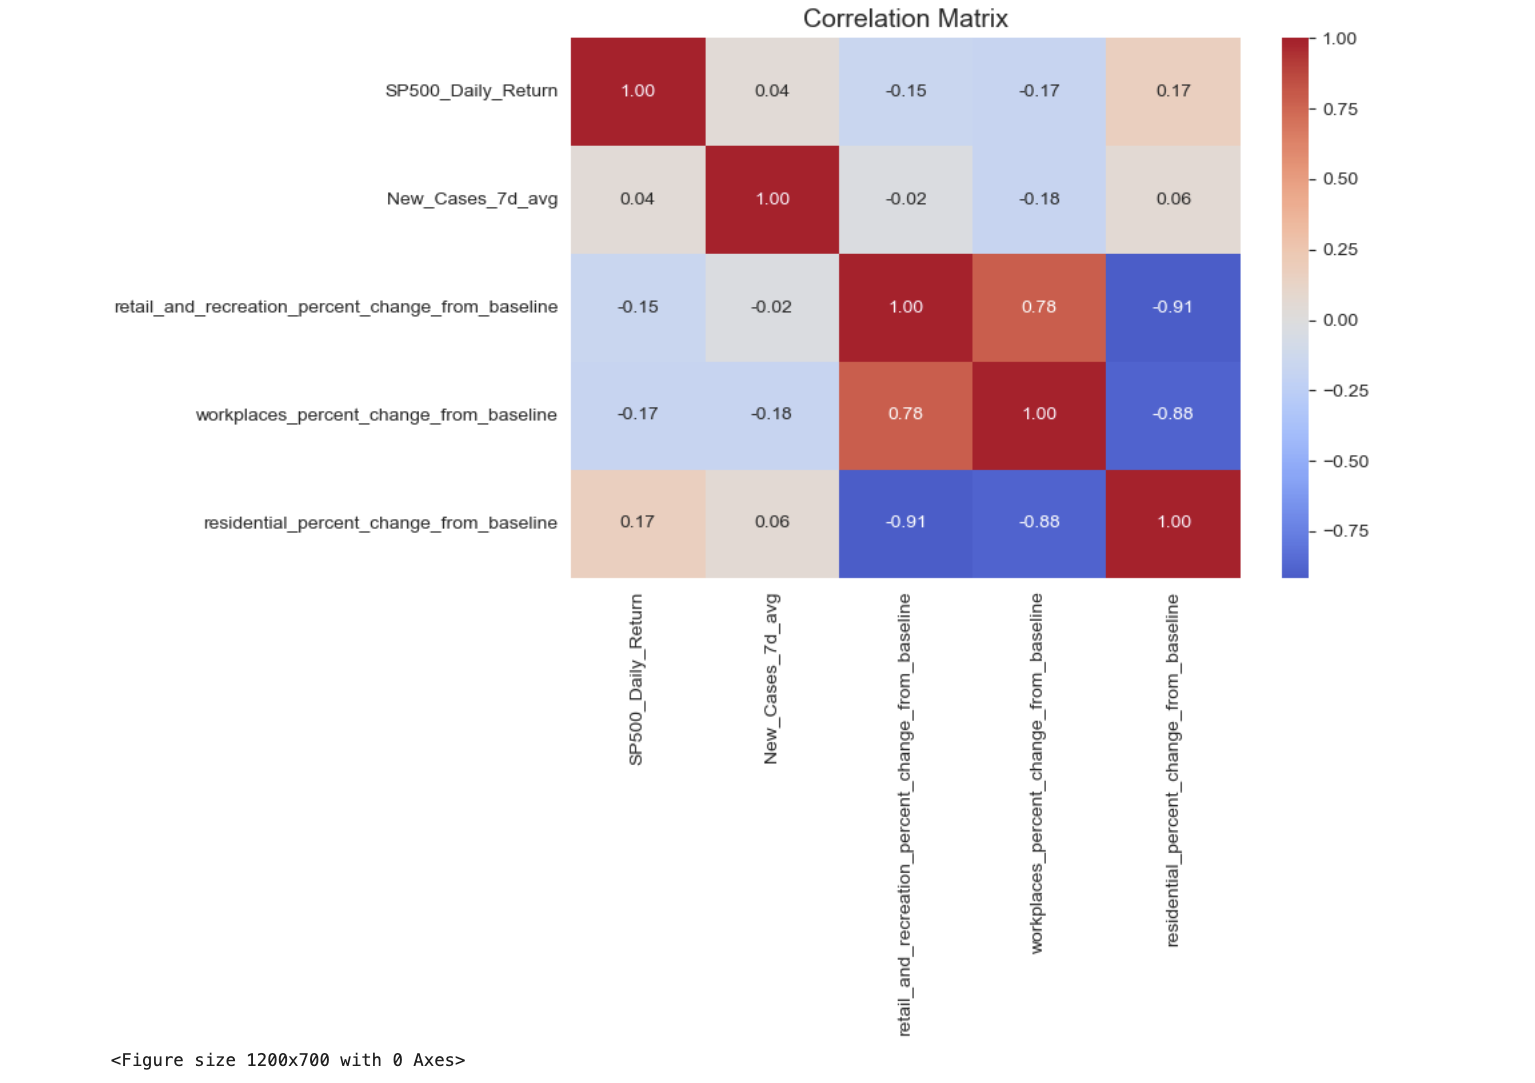 Correlation Matrix
SP500_Daily_Return
1.00
0.04
-0.15
-0.17
0.17
New_Cases_7d_avg
0.04
1.00
-0.02
-0.18
0.06
retail_and_recreation_percent_change_from_baseline
-0.15
-0.02
1.00
0.78
-0.91
workplaces_percent_change_from_baseline
-0.17
-0.18
0.78
1.00
-0.88
residential_percent_change_from_baseline
0.17
0.06
-0.91
-0.88
1.00
SP500_Daily_Return
New_Cases_7d_avg
retail_and_recreation_percent_change_from_baseline
workplaces_percent_change_from_baseline
residential_percent_change_from_baseline
1.00
0.75
0.50
0.25
0.00
−0.25
−0.50
−0.75
<Figure size 1200x700 with 0 Axes>